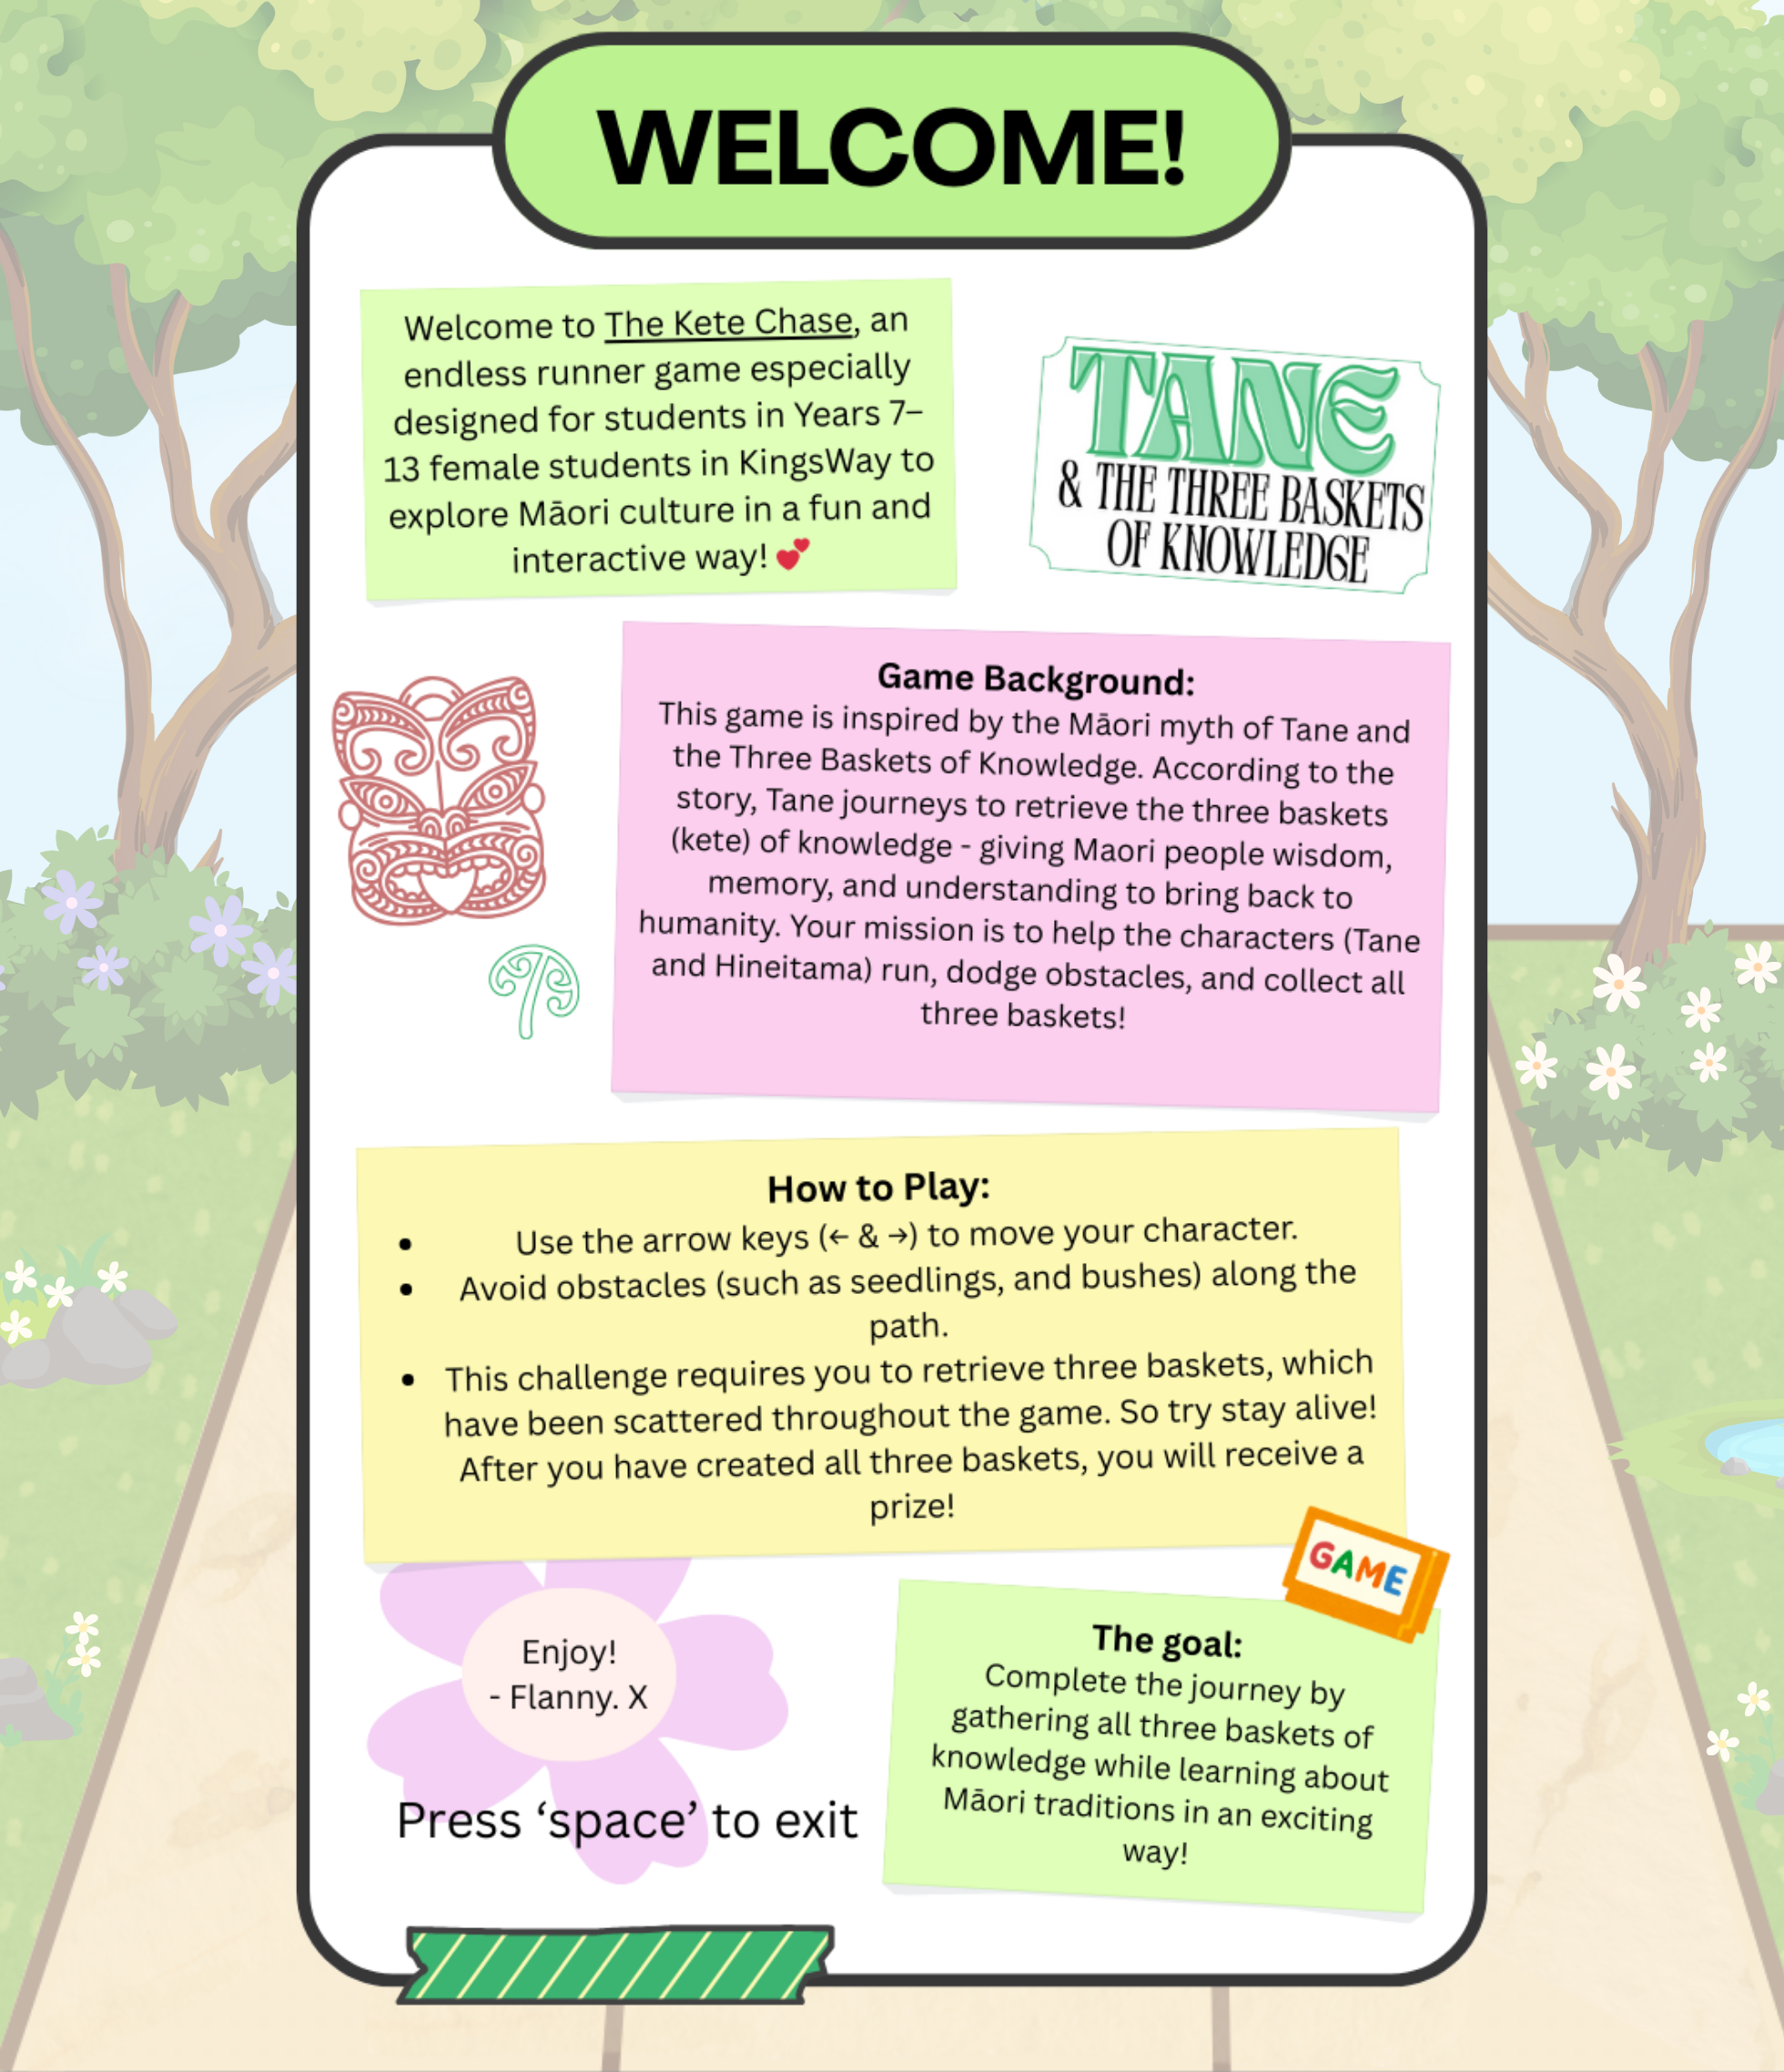 WELCOME!
Welcome to The Kete Chase, an
endless runner game especially
designed for students in Years 7–
13 female students in KingsWay to
explore Māori culture in a fun and
interactive way! 💕
TANE
& THE THREE BASKETS
OF KNOWLEDGE
Game Background:
This game is inspired by the Māori myth of Tane and
the Three Baskets of Knowledge. According to the
story, Tane journeys to retrieve the three baskets
(kete) of knowledge - giving Maori people wisdom,
memory, and understanding to bring back to
humanity. Your mission is to help the characters (Tane
and Hineitama) run, dodge obstacles, and collect all
three baskets!
How to Play:
• Use the arrow keys (← & →) to move your character.
• Avoid obstacles (such as seedlings, and bushes) along the
path.
• This challenge requires you to retrieve three baskets, which
have been scattered throughout the game. So try stay alive!
After you have created all three baskets, you will receive a
prize!
GAME
Enjoy!
- Flanny. X
Press ‘space’ to exit
The goal:
Complete the journey by
gathering all three baskets of
knowledge while learning about
Māori traditions in an exciting
way!